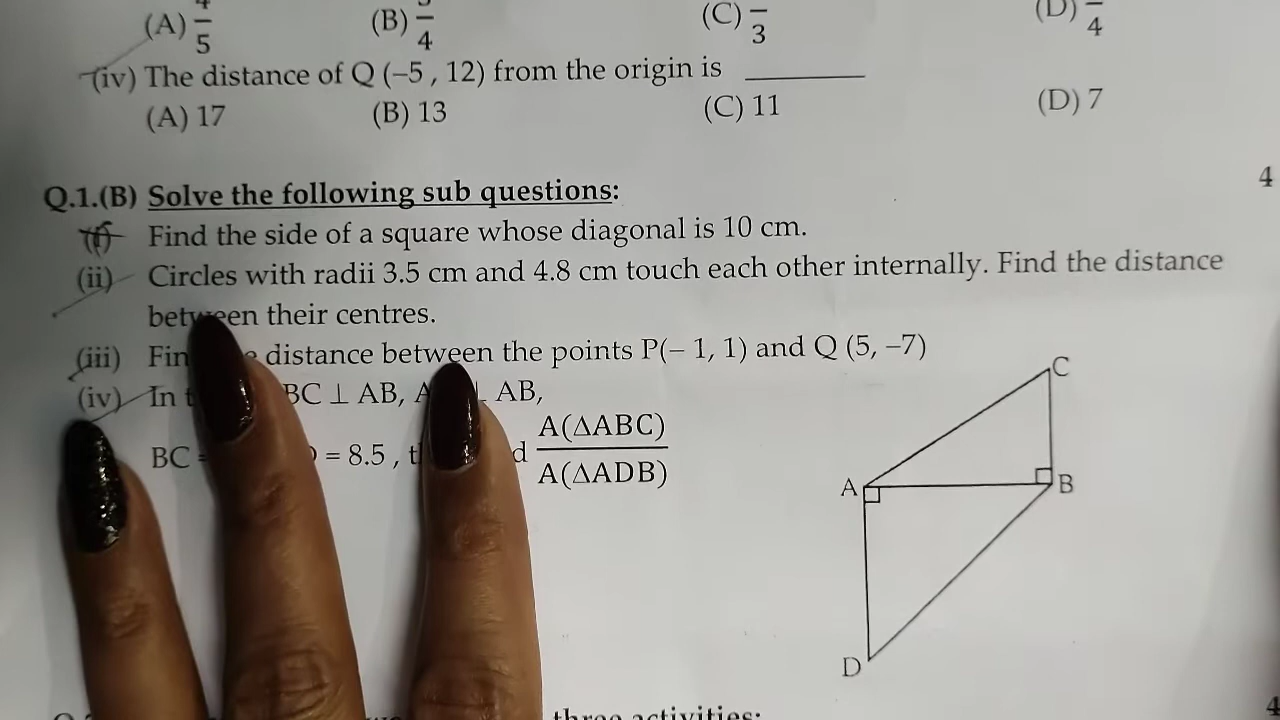 (A) 4/5 (B) /4 (C) /3 (D) /4
(iv) The distance of Q (–5 , 12) from the origin is ________
(A) 17 (B) 13 (C) 11 (D) 7
Q.1.(B) Solve the following sub questions: 4
(i) Find the side of a square whose diagonal is 10 cm.
(ii) Circles with radii 3.5 cm and 4.8 cm touch each other internally. Find the distance
between their centres.
(iii) distance between the points P(– 1, 1) and Q (5, –7)
(iv) In BC ⊥ AB, AB,
BC = 8.5 , A(ΔABC)/A(ΔADB)
C
A B
D
three activities: 4